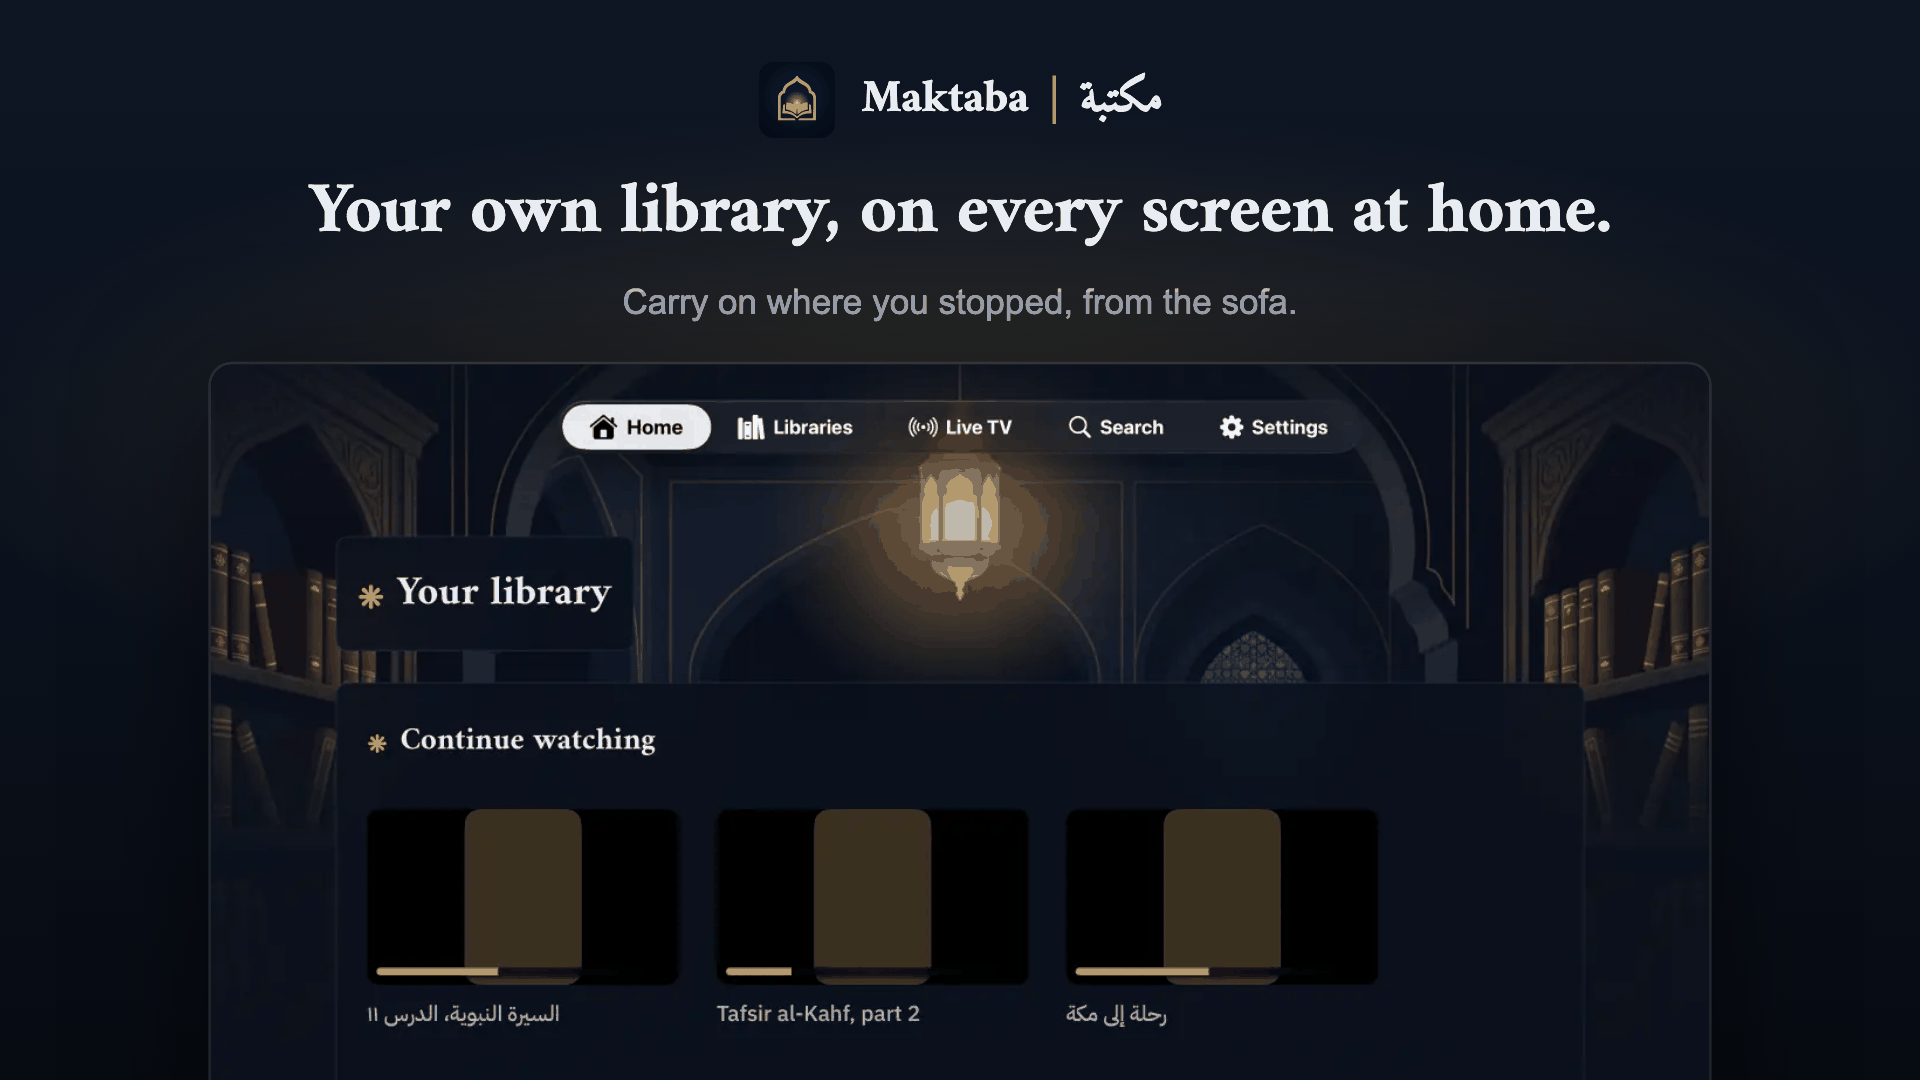 Maktaba | مكتبة
Your own library, on every screen at home.
Carry on where you stopped, from the sofa.
Home Libraries Live TV Search Settings
Your library
Continue watching
السيرة النبوية، الدرس ١١
Tafsir al-Kahf, part 2
رحلة إلى مكة